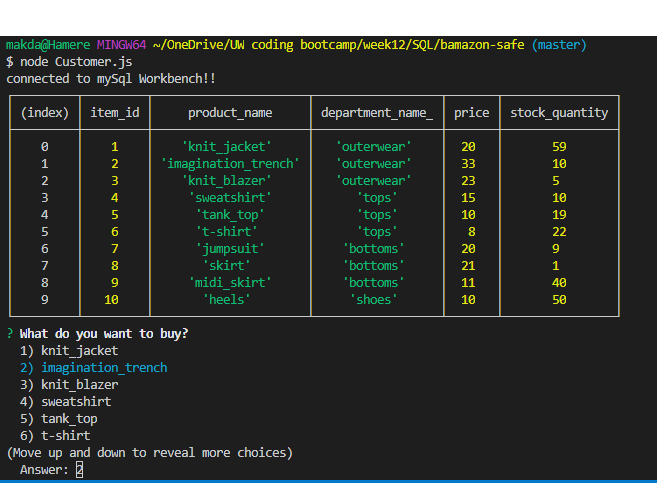 makda@Hamere MINGW64 ~/OneDrive/UW coding bootcamp/week12/SQL/bamazon-safe (master)
$ node Customer.js
connected to mySql Workbench!!
(index) item_id product_name department_name_ price stock_quantity
0 1 'knit_jacket' 'outerwear' 20 59
1 2 'imagination_trench' 'outerwear' 33 10
2 3 'knit_blazer' 'outerwear' 23 5
3 4 'sweatshirt' 'tops' 15 10
4 5 'tank_top' 'tops' 10 19
5 6 't-shirt' 'tops' 8 22
6 7 'jumpsuit' 'bottoms' 20 9
7 8 'skirt' 'bottoms' 21 1
8 9 'midi_skirt' 'bottoms' 11 40
9 10 'heels' 'shoes' 10 50
? What do you want to buy?
1) knit_jacket
2) imagination_trench
3) knit_blazer
4) sweatshirt
5) tank_top
6) t-shirt
(Move up and down to reveal more choices)
Answer: 2